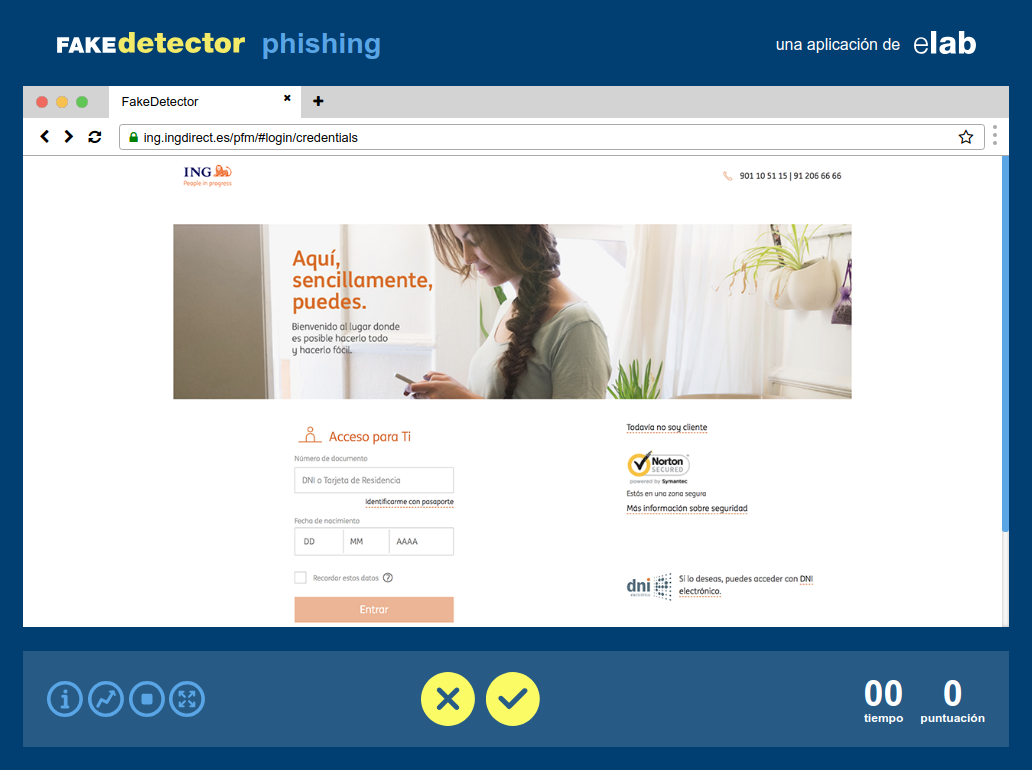 FAKEdetector phishing
una aplicación de elab
FakeDetector
ing.ingdirect.es/pfm/#login/credentials
ING
People in progress
901 10 51 15 | 91 206 66 66
Aquí,
sencillamente,
puedes.
Bienvenido al lugar donde
es posible hacerlo todo
y hacerlo fácil.
Acceso para Ti
Número de documento
DNI o Tarjeta de Residencia
Identificarme con pasaporte
Fecha de nacimiento
DD MM AAAA
Recordar estos datos ?
Entrar
Todavía no soy cliente
Norton
SECURED
powered by Symantec
Estás en una zona segura
Más información sobre seguridad
dni
Si lo deseas, puedes acceder con DNI
electrónico.
00
tiempo
0
puntuación